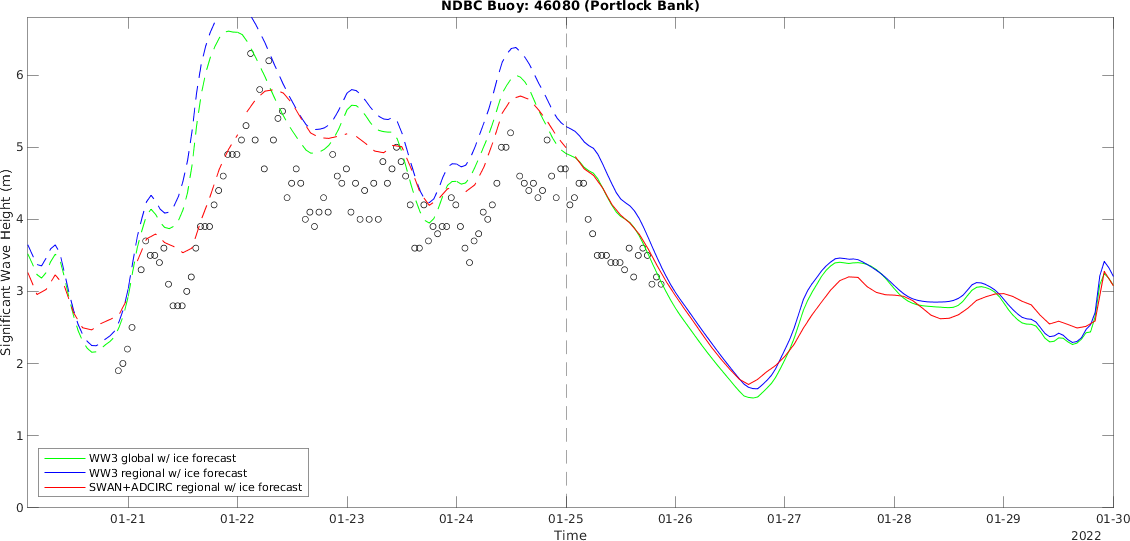 NDBC Buoy: 46080 (Portlock Bank)
Significant Wave Height (m)
6
5
4
3
2
1
0
WW3 global w/ ice forecast
WW3 regional w/ ice forecast
SWAN+ADCIRC regional w/ ice forecast
01-21 01-22 01-23 01-24 01-25 01-26 01-27 01-28 01-29 01-30
Time
2022